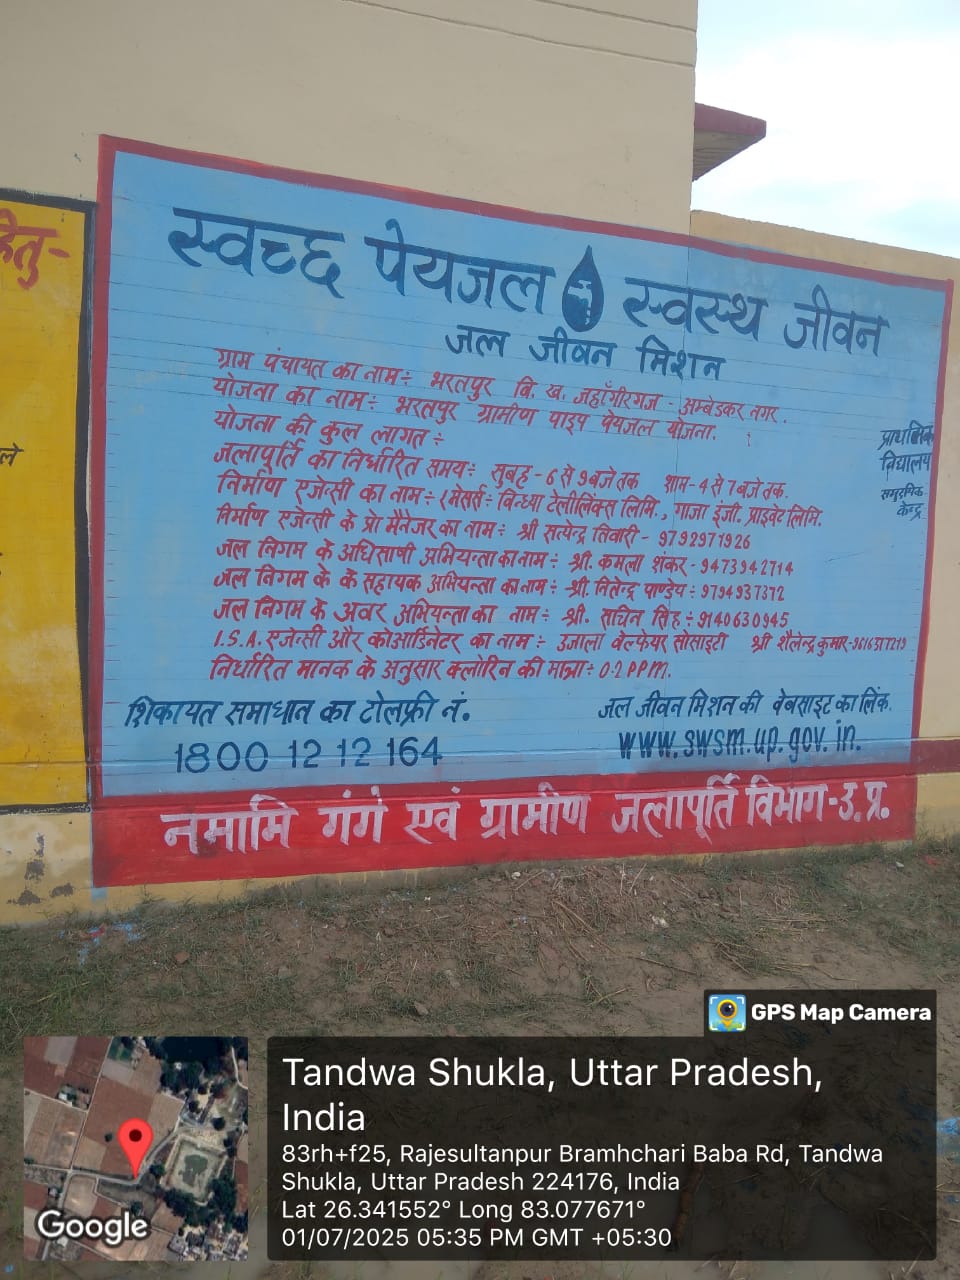 हेतु-
स्वच्छ पेयजल स्वस्थ जीवन
जल जीवन मिशन
ग्राम पंचायत का नाम÷ भरतपुर वि. ख. जहाँगीरगंज - अम्बेडकर नगर.
योजना का नाम÷ भरतपुर ग्रामीण पाइप पेयजल योजना.
योजना की कुल लागत ÷
जलापूर्ति का निर्धारित समय÷ सुबह - 6 से 9 बजे तक शाम- 4 से 7 बजे तक.
निर्माण एजेन्सी का नाम÷ (मेसर्स÷ विन्ध्या टेलीलिंक्स लिमि., गाजा इंजी. प्राइवेट लिमि.
निर्माण एजेन्सी के प्रो मैनेजर का नाम÷ श्री सत्येन्द्र तिवारी - 9792971926
जल निगम के अधिसाषी अभियन्ता का नाम÷ श्री. कमला शंकर - 9473942714
जल निगम के के सहायक अभियन्ता का नाम÷ श्री. नितेन्द्र पाण्डेय÷ 9794937372
जल निगम के अवर अभियन्ता का नाम÷ श्री. सचिन सिंह÷ 9140630945
I.S.A. एजेन्सी और कोआर्डिनेटर का नाम÷ उजाला वेल्फेयर सोसाइटी श्री शैलेन्द्र कुमार-
निर्धारित मानक के अनुसार क्लोरिन की मात्रा÷ 0.2 PPM.
प्राथमिक
विद्यालय
केन्द्र
शिकायत समाधान का टोलफ्री नं.
1800 12 12 164
जल जीवन मिशन की वेबसाइट का लिंक.
www.swsm.up.gov.in.
नमामि गंगे एवं ग्रामीण जलापूर्ति विभाग-उ.प्र.
GPS Map Camera
Tandwa Shukla, Uttar Pradesh,
India
83rh+f25, Rajesultanpur Bramhchari Baba Rd, Tandwa
Shukla, Uttar Pradesh 224176, India
Lat 26.341552° Long 83.077671°
01/07/2025 05:35 PM GMT +05:30
Google